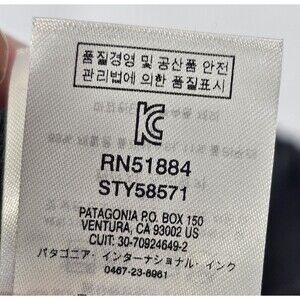 품질경영 및 공산품 안전
관리법에 의한 품질표시
RN51884
STY58571
PATAGONIA P.O. BOX 150
VENTURA, CA 93002 US
CUIT: 30-70924649-2
パタゴニア・インターナショナル・インク
0467-23-8961